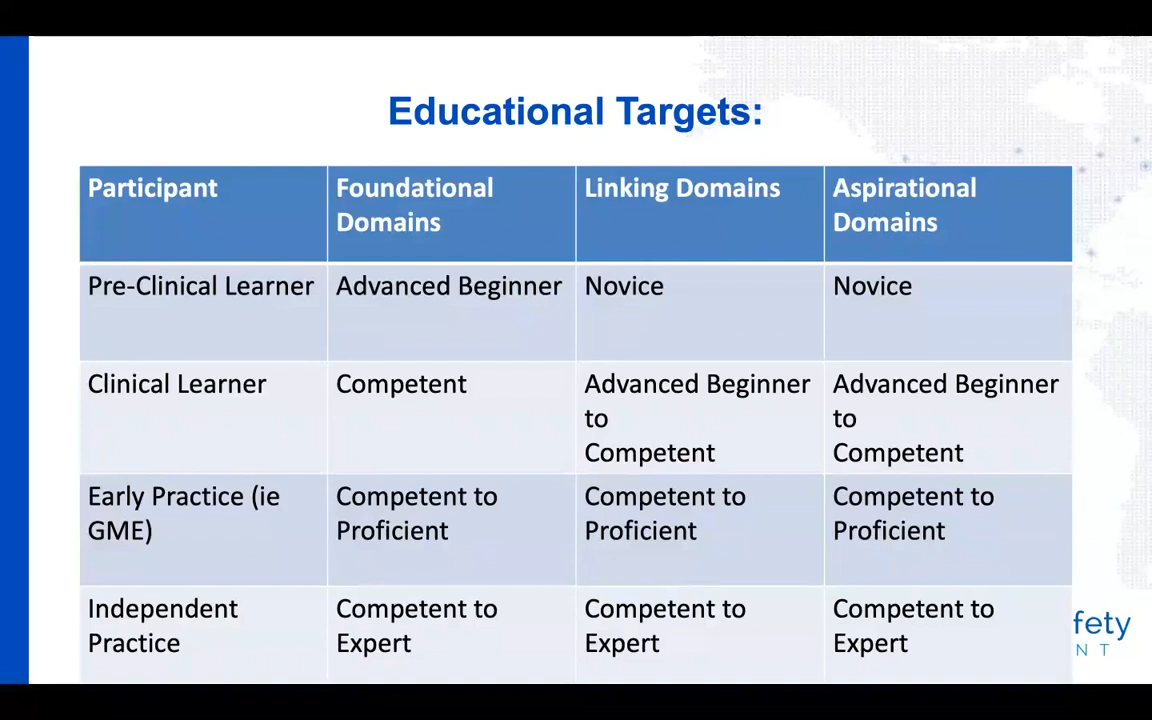 Educational Targets:
Participant
Foundational
Domains
Linking Domains
Aspirational
Domains
Pre-Clinical Learner
Advanced Beginner
Novice
Novice
Clinical Learner
Competent
Advanced Beginner
to
Competent
Advanced Beginner
to
Competent
Early Practice (ie
GME)
Competent to
Proficient
Competent to
Proficient
Competent to
Proficient
Independent
Practice
Competent to
Expert
Competent to
Expert
Competent to
Expert
fety
NT